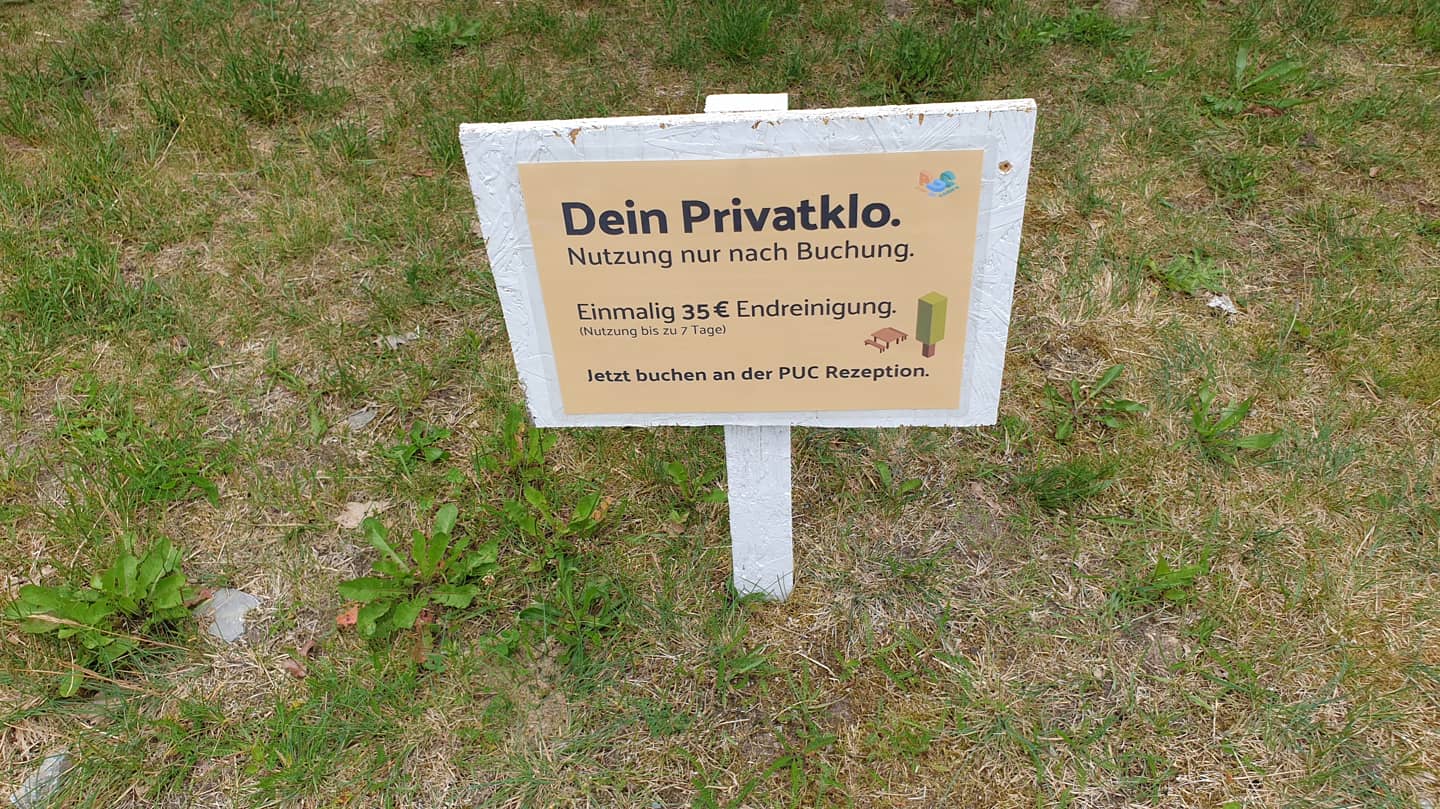 Dein Privatklo.
Nutzung nur nach Buchung.
Einmalig 35 € Endreinigung.
(Nutzung bis zu 7 Tage)
Jetzt buchen an der PUC Rezeption.